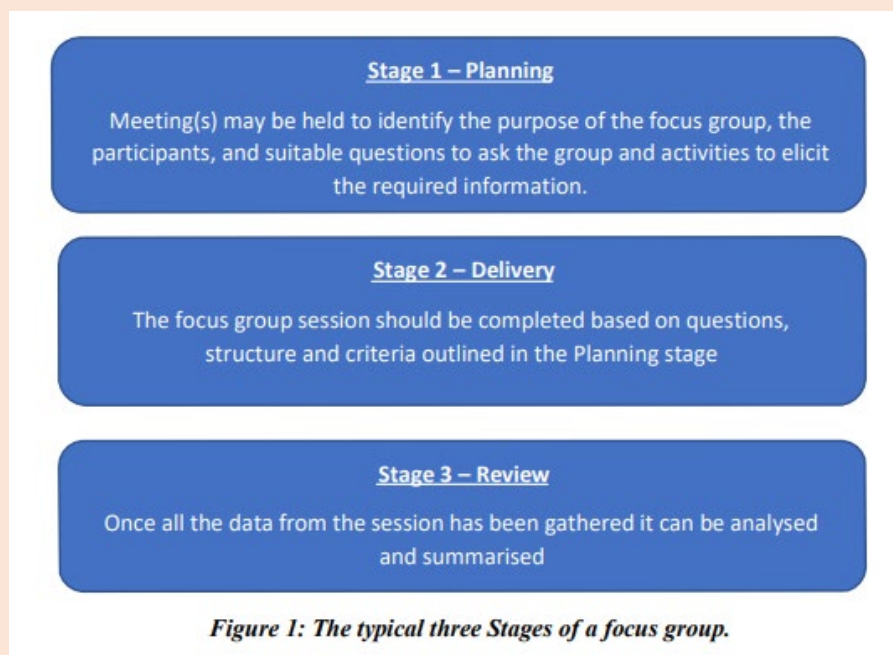 Stage 1 – Planning
Meeting(s) may be held to identify the purpose of the focus group, the
participants, and suitable questions to ask the group and activities to elicit
the required information.
Stage 2 – Delivery
The focus group session should be completed based on questions,
structure and criteria outlined in the Planning stage
Stage 3 – Review
Once all the data from the session has been gathered it can be analysed
and summarised
Figure 1: The typical three Stages of a focus group.